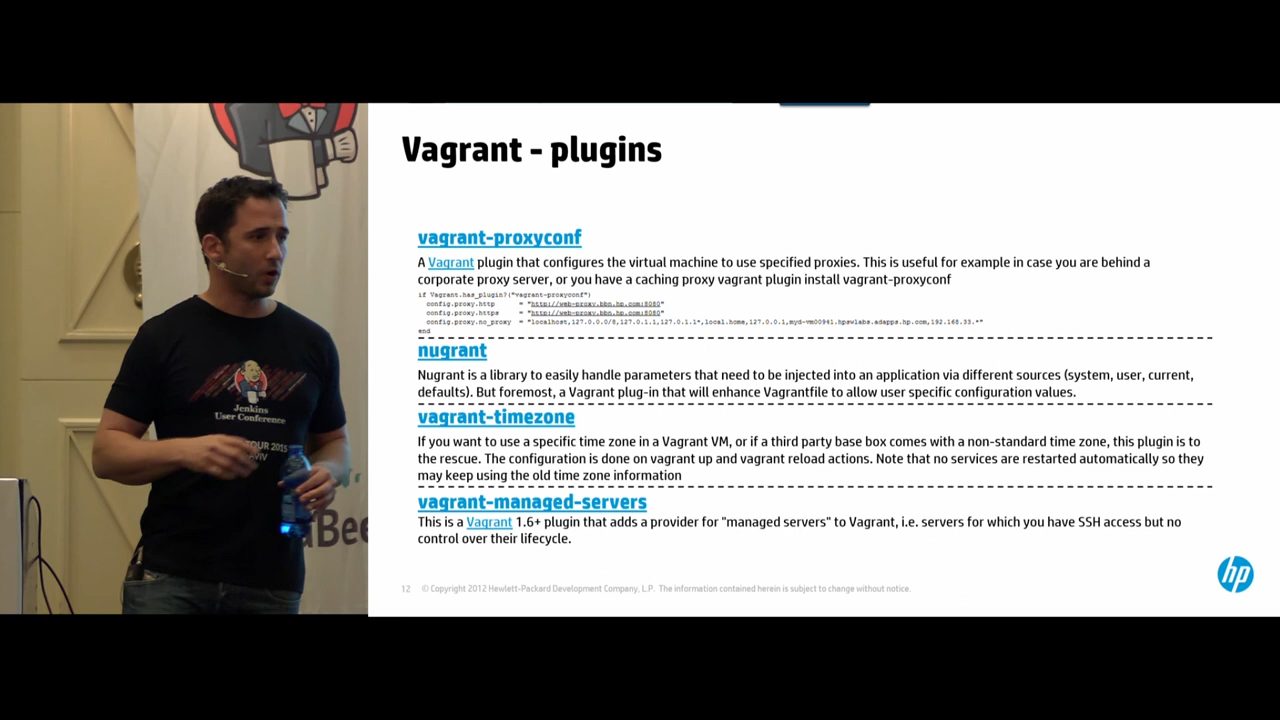 Vagrant - plugins
vagrant-proxyconf
A Vagrant plugin that configures the virtual machine to use specified proxies. This is useful for example in case you are behind a
corporate proxy server, or you have a caching proxy vagrant plugin install vagrant-proxyconf
if Vagrant.has_plugin?("vagrant-proxyconf")
config.proxy.http = "http://web-proxy.bbn.hp.com:8080"
config.proxy.https = "http://web-proxy.bbn.hp.com:8080"
config.proxy.no_proxy = "localhost,127.0.0.0/8,127.0.1.1,127.0.1.1*,local.home,127.0.0.1,myd-vm00941.hpswlabs.adapps.hp.com,192.168.33.*"
end
nugrant
Nugrant is a library to easily handle parameters that need to be injected into an application via different sources (system, user, current,
defaults). But foremost, a Vagrant plug-in that will enhance Vagrantfile to allow user specific configuration values.
vagrant-timezone
If you want to use a specific time zone in a Vagrant VM, or if a third party base box comes with a non-standard time zone, this plugin is to
the rescue. The configuration is done on vagrant up and vagrant reload actions. Note that no services are restarted automatically so they
may keep using the old time zone information
vagrant-managed-servers
This is a Vagrant 1.6+ plugin that adds a provider for "managed servers" to Vagrant, i.e. servers for which you have SSH access but no
control over their lifecycle.
12 © Copyright 2012 Hewlett-Packard Development Company, L.P. The information contained herein is subject to change without notice.
hp
Jenkins
User Conference
2015